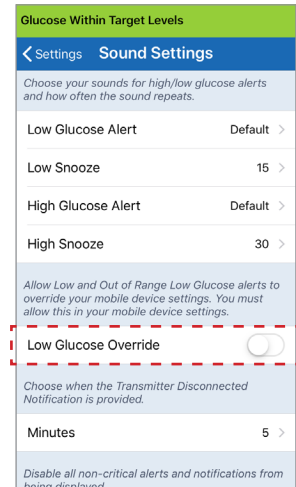 Glucose Within Target Levels
Settings Sound Settings
Choose your sounds for high/low glucose alerts
and how often the sound repeats.
Low Glucose Alert Default
Low Snooze 15
High Glucose Alert Default
High Snooze 30
Allow Low and Out of Range Low Glucose alerts to
override your mobile device settings. You must
allow this in your mobile device settings.
Low Glucose Override
Choose when the Transmitter Disconnected
Notification is provided.
Minutes 5
Disable all non-critical alerts and notifications from
being displayed